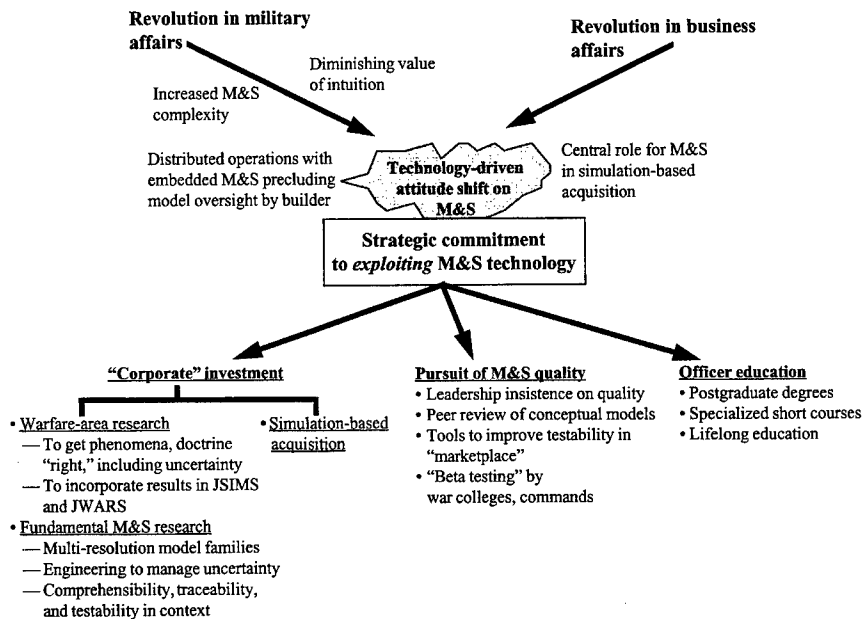 Revolution in military
affairs
Revolution in business
affairs
Diminishing value
of intuition
Increased M&S
complexity
Distributed operations with
embedded M&S precluding
model oversight by builder
Technology-driven
attitude shift on
M&S
Central role for M&S
in simulation-based
acquisition
Strategic commitment
to exploiting M&S technology
“Corporate” investment
• Warfare-area research
— To get phenomena, doctrine
“right,” including uncertainty
— To incorporate results in JSIMS
and JWARS
• Fundamental M&S research
— Multi-resolution model families
— Engineering to manage uncertainty
— Comprehensibility, traceability,
and testability in context
• Simulation-based
acquisition
Pursuit of M&S quality
• Leadership insistence on quality
• Peer review of conceptual models
• Tools to improve testability in
“marketplace”
• “Beta testing” by
war colleges, commands
Officer education
• Postgraduate degrees
• Specialized short courses
• Lifelong education